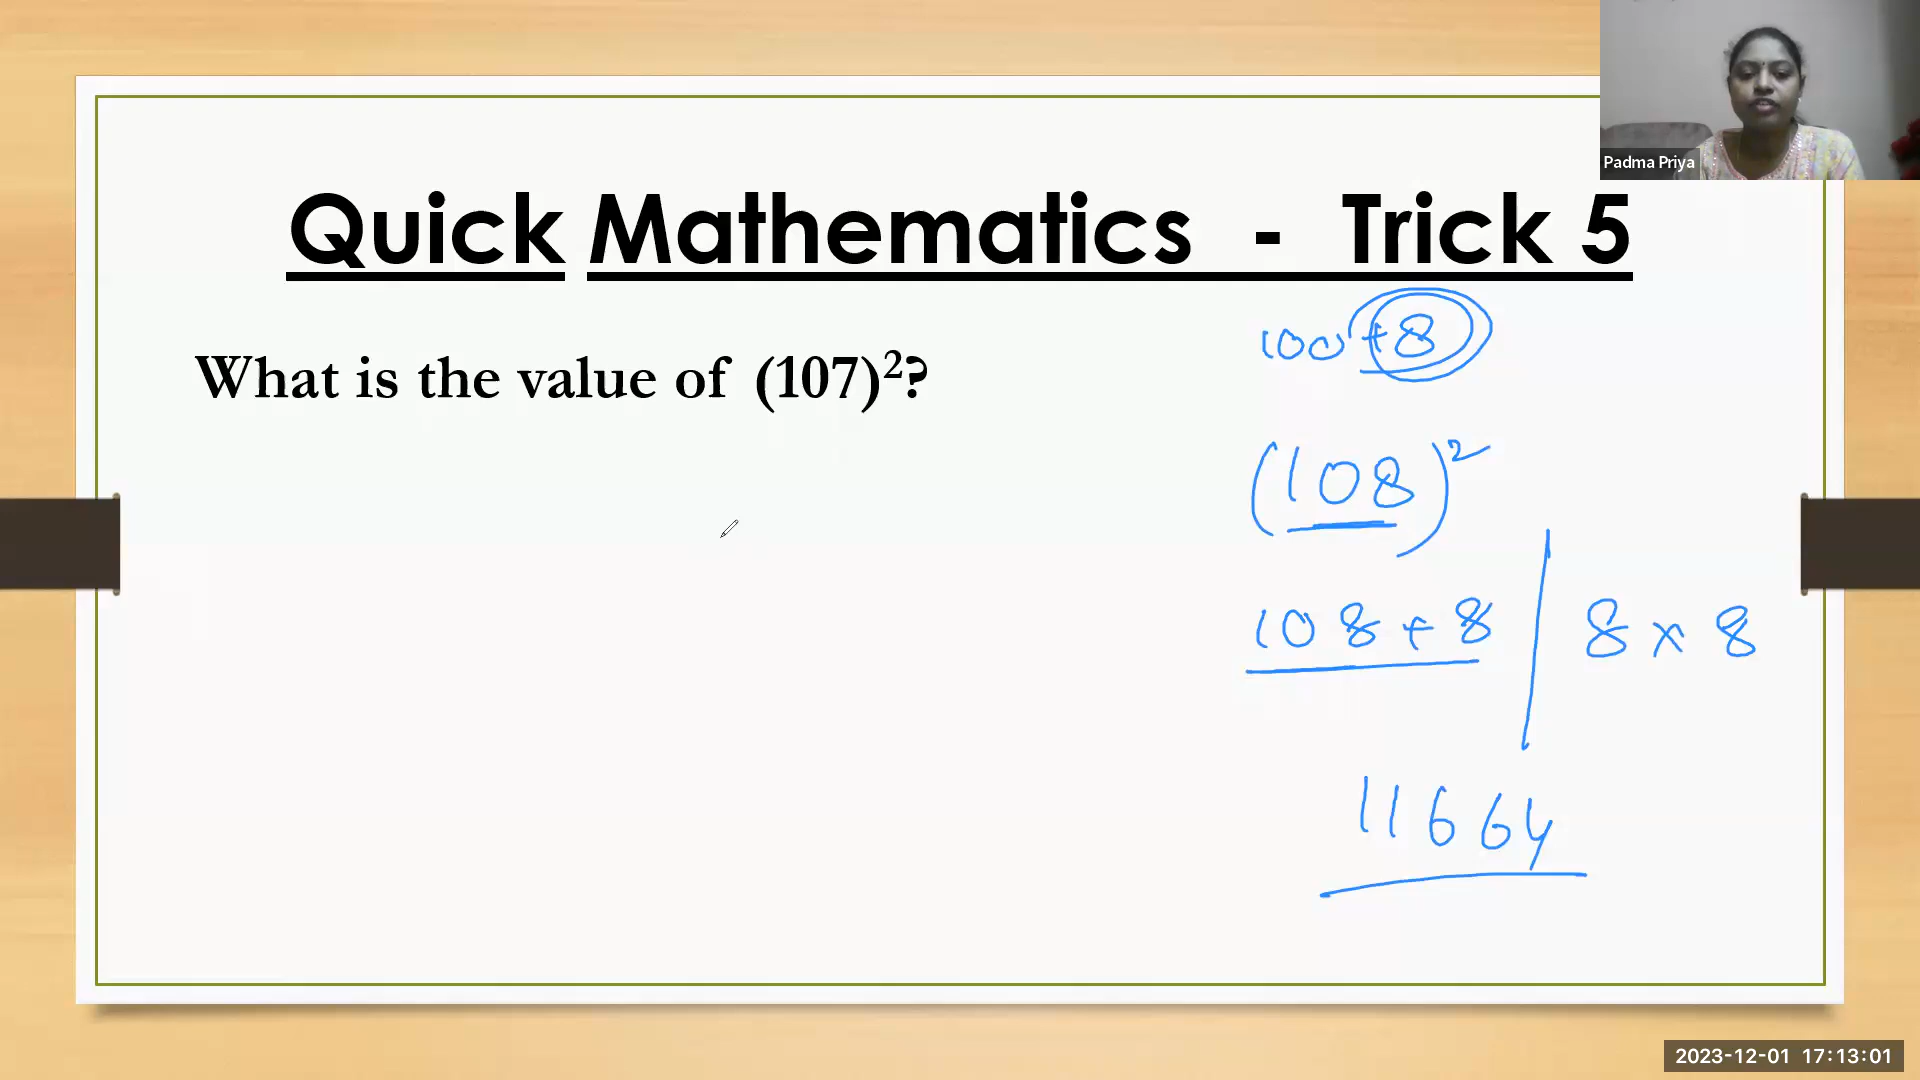 Padma Priya
Quick Mathematics - Trick 5
100 + 8
What is the value of (107)²?
(108)²
108 + 8 | 8 × 8
11664
2023-12-01 17:13:01